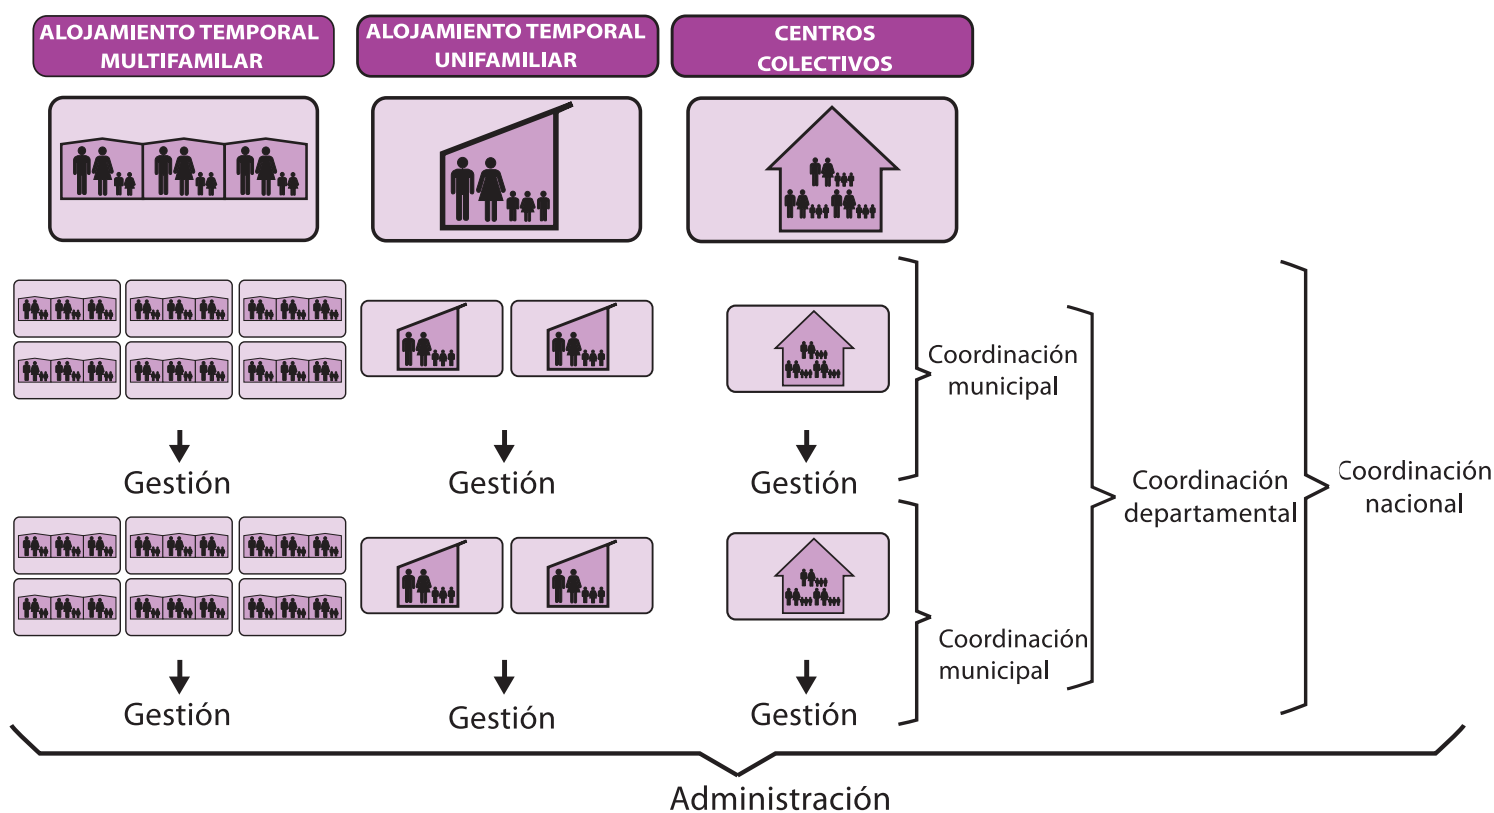 ALOJAMIENTO TEMPORAL
MULTIFAMILAR
ALOJAMIENTO TEMPORAL
UNIFAMILIAR
CENTROS
COLECTIVOS
Coordinación
municipal
Gestión
Gestión
Gestión
Coordinación
departamental
Coordinación
nacional
Coordinación
municipal
Gestión
Gestión
Gestión
Administración